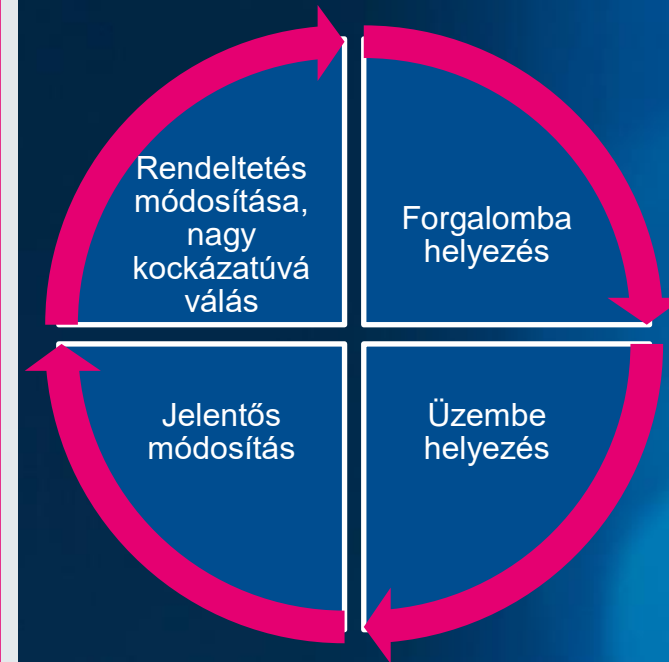 Rendeltetés
módosítása,
nagy
kockázatúvá
válás
Forgalomba
helyezés
Jelentős
módosítás
Üzembe
helyezés